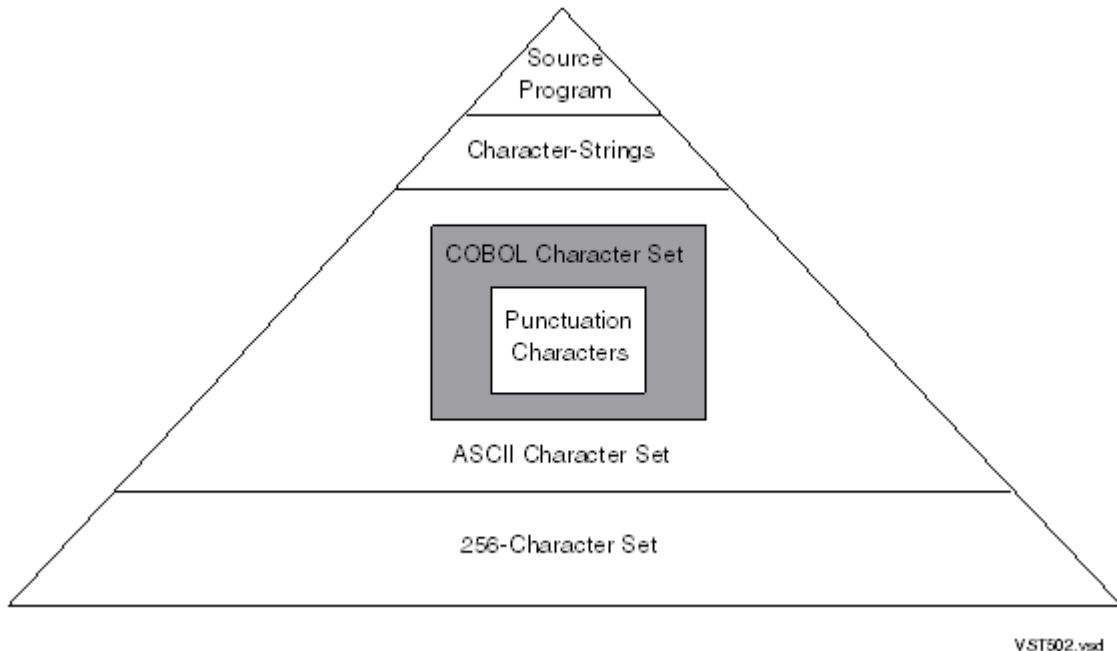 Source
Program
Character-Strings
COBOL Character Set
Punctuation
Characters
ASCII Character Set
256-Character Set
VST502.vsd